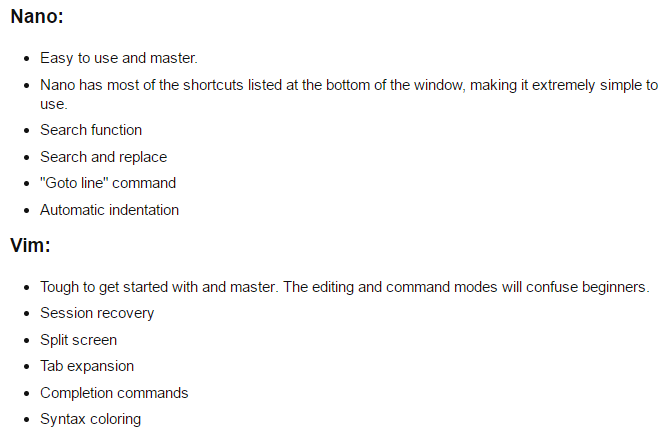 Nano:
Easy to use and master.
Nano has most of the shortcuts listed at the bottom of the window, making it extremely simple to
use.
Search function
Search and replace
"Goto line" command
Automatic indentation
Vim:
Tough to get started with and master. The editing and command modes will confuse beginners.
Session recovery
Split screen
Tab expansion
Completion commands
Syntax coloring